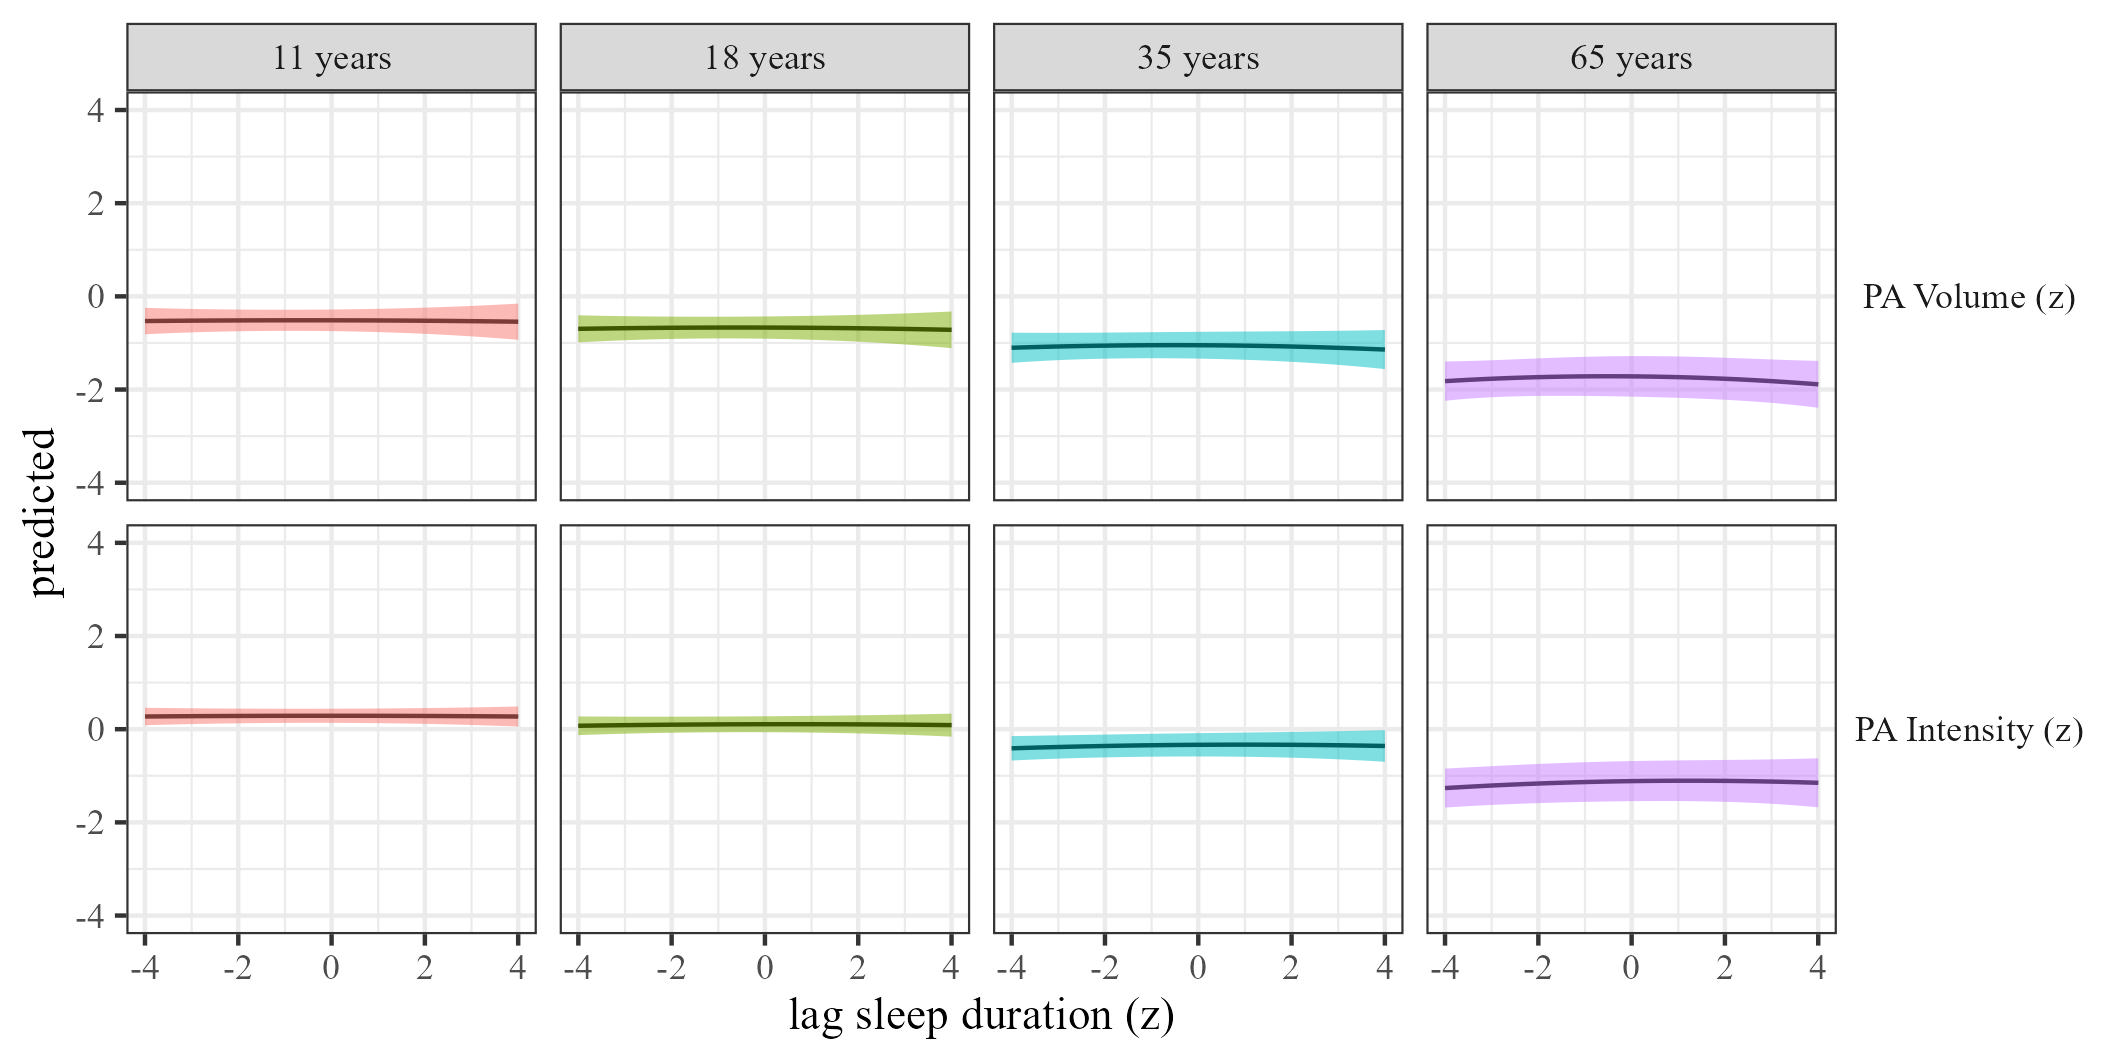 11 years
18 years
35 years
65 years
4
2
0
-2
-4
PA Volume (z)
predicted
4
2
0
-2
-4
PA Intensity (z)
-4 -2 0 2 4
-4 -2 0 2 4
-4 -2 0 2 4
-4 -2 0 2 4
lag sleep duration (z)